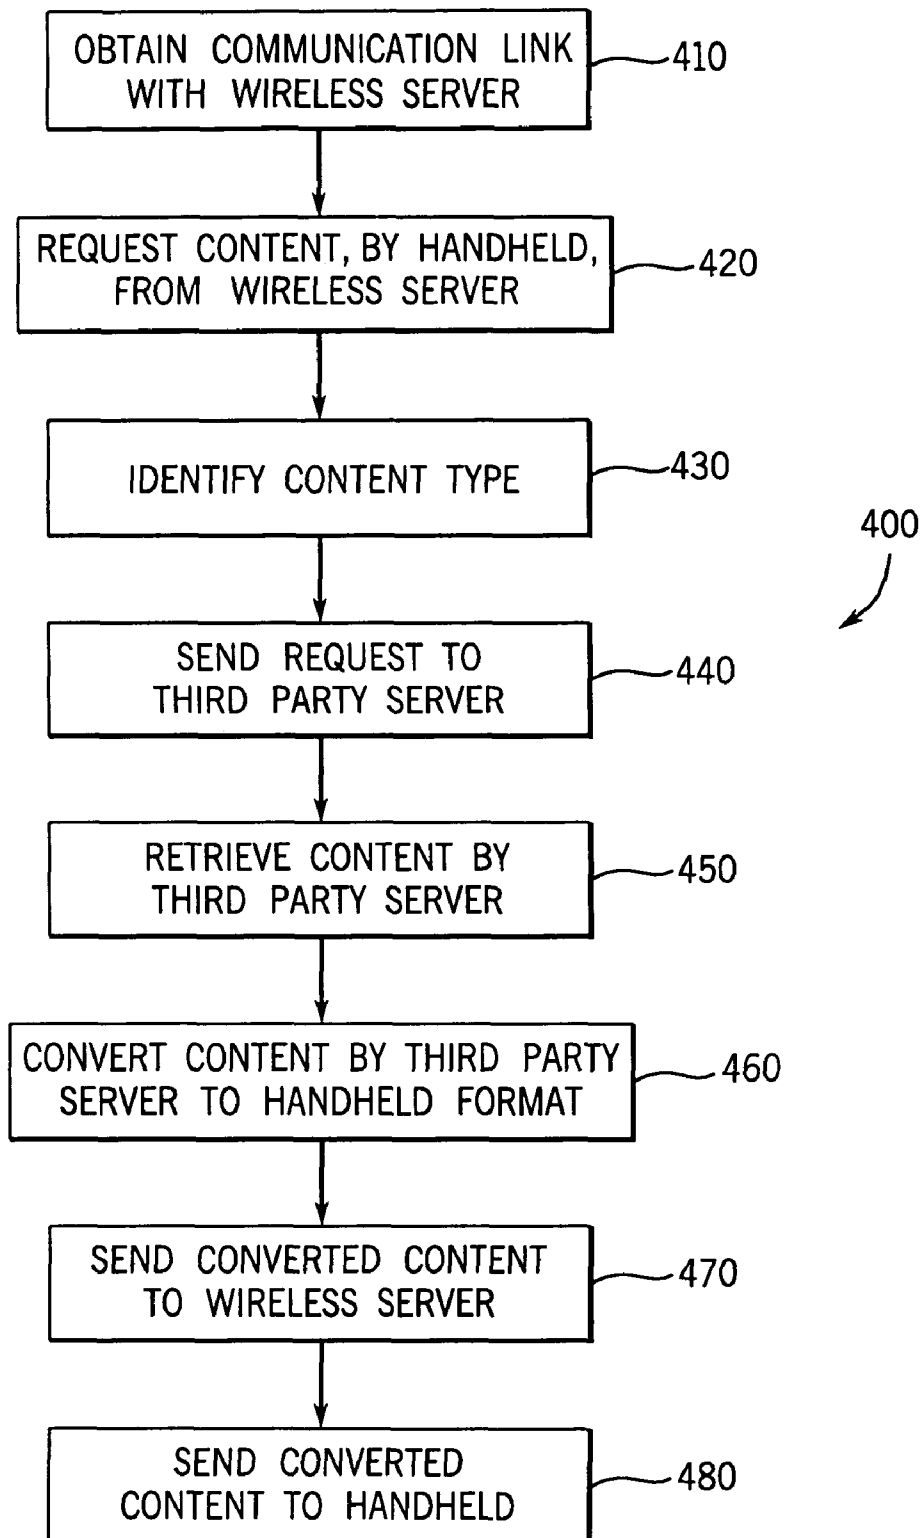 OBTAIN COMMUNICATION LINK
WITH WIRELESS SERVER
410
REQUEST CONTENT, BY HANDHELD,
FROM WIRELESS SERVER
420
IDENTIFY CONTENT TYPE
430
400
SEND REQUEST TO
THIRD PARTY SERVER
440
RETRIEVE CONTENT BY
THIRD PARTY SERVER
450
CONVERT CONTENT BY THIRD PARTY
SERVER TO HANDHELD FORMAT
460
SEND CONVERTED CONTENT
TO WIRELESS SERVER
470
SEND CONVERTED
CONTENT TO HANDHELD
480